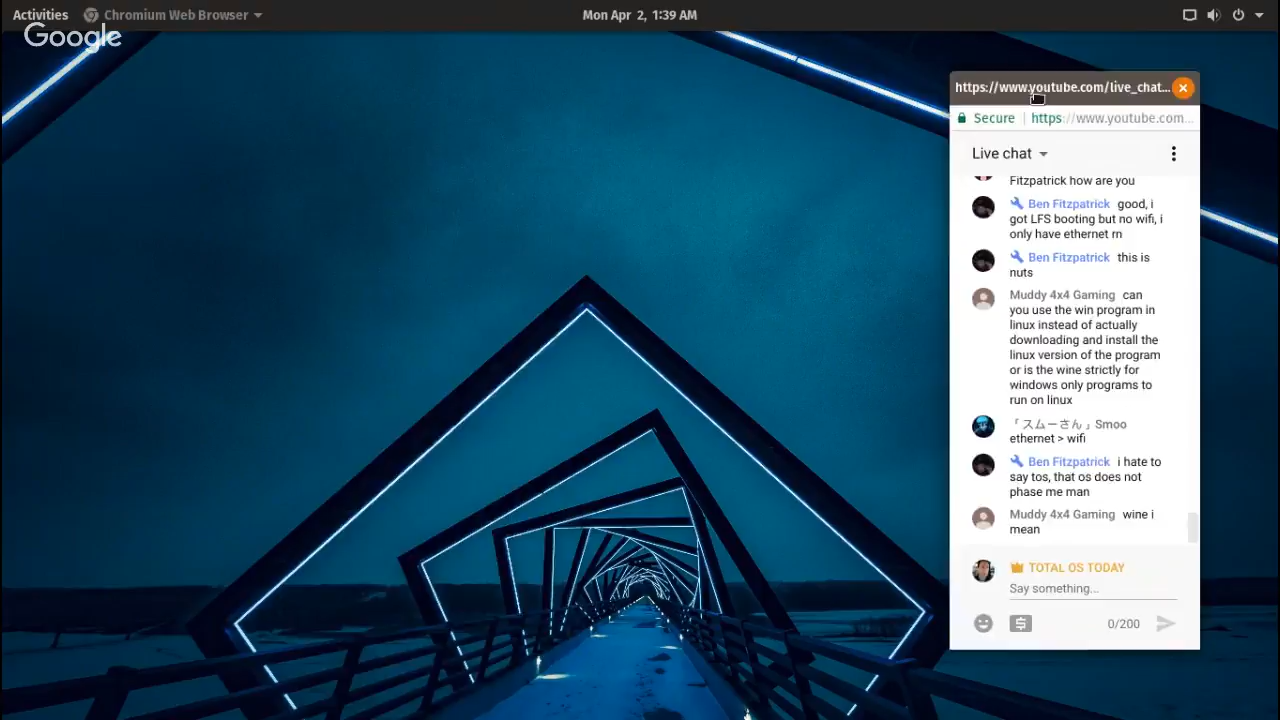 Activities Chromium Web Browser Mon Apr 2, 1:39 AM
Google
https://www.youtube.com/live_chat...
Secure https://www.youtube.com...
Live chat
Fitzpatrick how are you
Ben Fitzpatrick good, i
got LFS booting but no wifi, i
only have ethernet rn
Ben Fitzpatrick this is
nuts
Muddy 4x4 Gaming can
you use the win program in
linux instead of actually
downloading and install the
linux version of the program
or is the wine strictly for
windows only programs to
run on linux
「スムーさん」Smoo
ethernet > wifi
Ben Fitzpatrick i hate to
say tos, that os does not
phase me man
Muddy 4x4 Gaming wine i
mean
TOTAL OS TODAY
Say something...
0/200